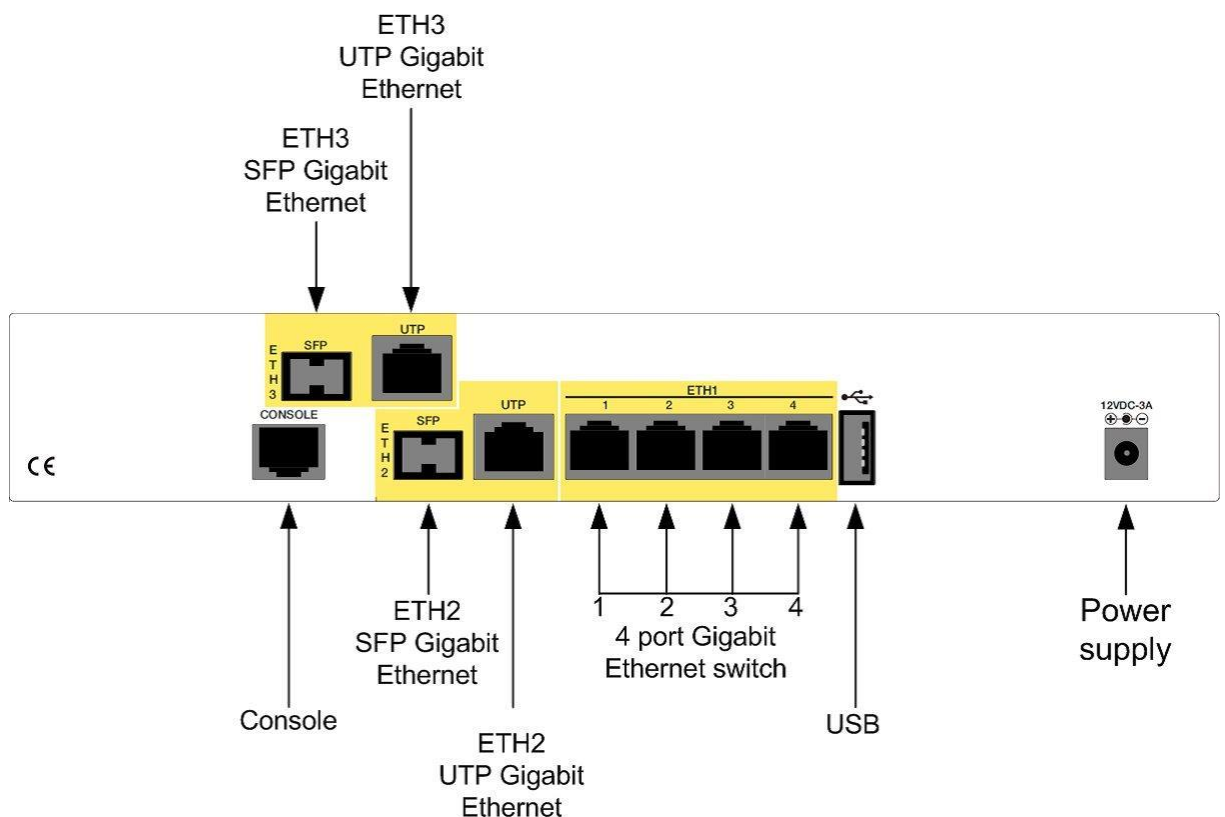 ETH3
UTP Gigabit
Ethernet
ETH3
SFP Gigabit
Ethernet
ETH3
SFP
UTP
CONSOLE
ETH2
SFP
UTP
ETH1
1 2 3 4
12VDC-3A
CE
1 2 3 4
4 port Gigabit
Ethernet switch
ETH2
SFP Gigabit
Ethernet
Power
supply
Console
USB
ETH2
UTP Gigabit
Ethernet